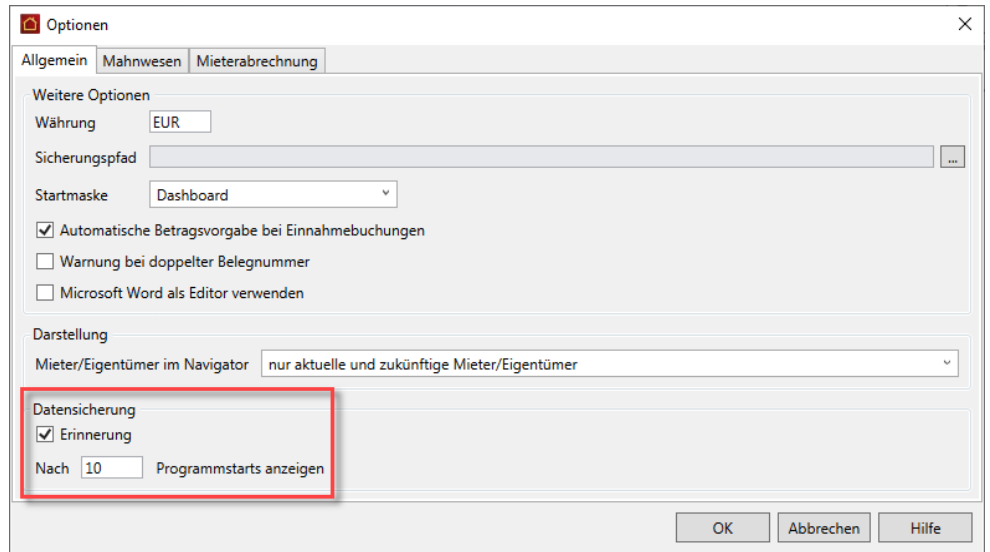 Optionen
Allgemein Mahnwesen Mieterabrechnung
Weitere Optionen
Währung EUR
Sicherungspfad ...
Startmaske Dashboard
Automatische Betragsvorgabe bei Einnahmebuchungen
Warnung bei doppelter Belegnummer
Microsoft Word als Editor verwenden
Darstellung
Mieter/Eigentümer im Navigator nur aktuelle und zukünftige Mieter/Eigentümer
Datensicherung
Erinnerung
Nach 10 Programmstarts anzeigen
OK Abbrechen Hilfe